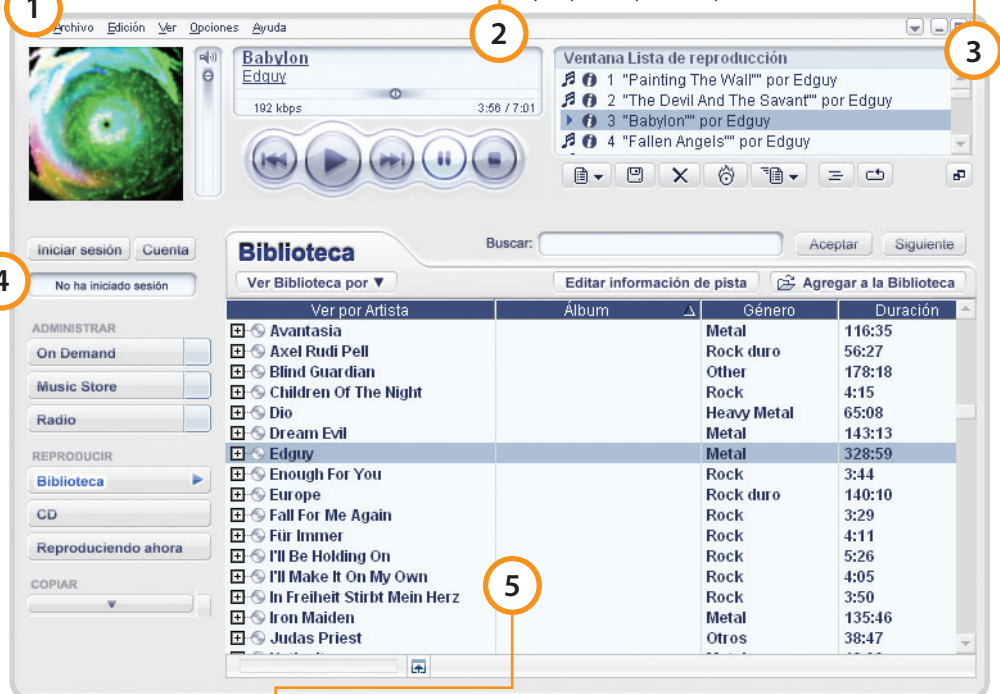 1
Archivo Edición Ver Opciones Ayuda
2
3
Babylon
Edguy
192 kbps 3:56 / 7:01
Ventana Lista de reproducción
1 "Painting The Wall"" por Edguy
2 "The Devil And The Savant"" por Edguy
3 "Babylon"" por Edguy
4 "Fallen Angels"" por Edguy
Iniciar sesión Cuenta
4
No ha iniciado sesión
Biblioteca
Buscar: Aceptar Siguiente
Ver Biblioteca por ▼ Editar información de pista Agregar a la Biblioteca
ADMINISTRAR
On Demand
Music Store
Radio
REPRODUCIR
Biblioteca
CD
Reproduciendo ahora
COPIAR
Ver por Artista Álbum Género Duración
Avantasia Metal 116:35
Axel Rudi Pell Rock duro 56:27
Blind Guardian Other 178:18
Children Of The Night Rock 4:15
Dio Heavy Metal 65:08
Dream Evil Metal 143:13
Edguy Metal 328:59
Enough For You Rock 3:44
Europe Rock duro 140:10
Fall For Me Again Rock 3:29
Für Immer Rock 4:11
I'll Be Holding On Rock 5:26
I'll Make It On My Own Rock 4:05
In Freiheit Stirbt Mein Herz Rock 3:50
Iron Maiden Metal 135:46
Judas Priest Otros 38:47
5